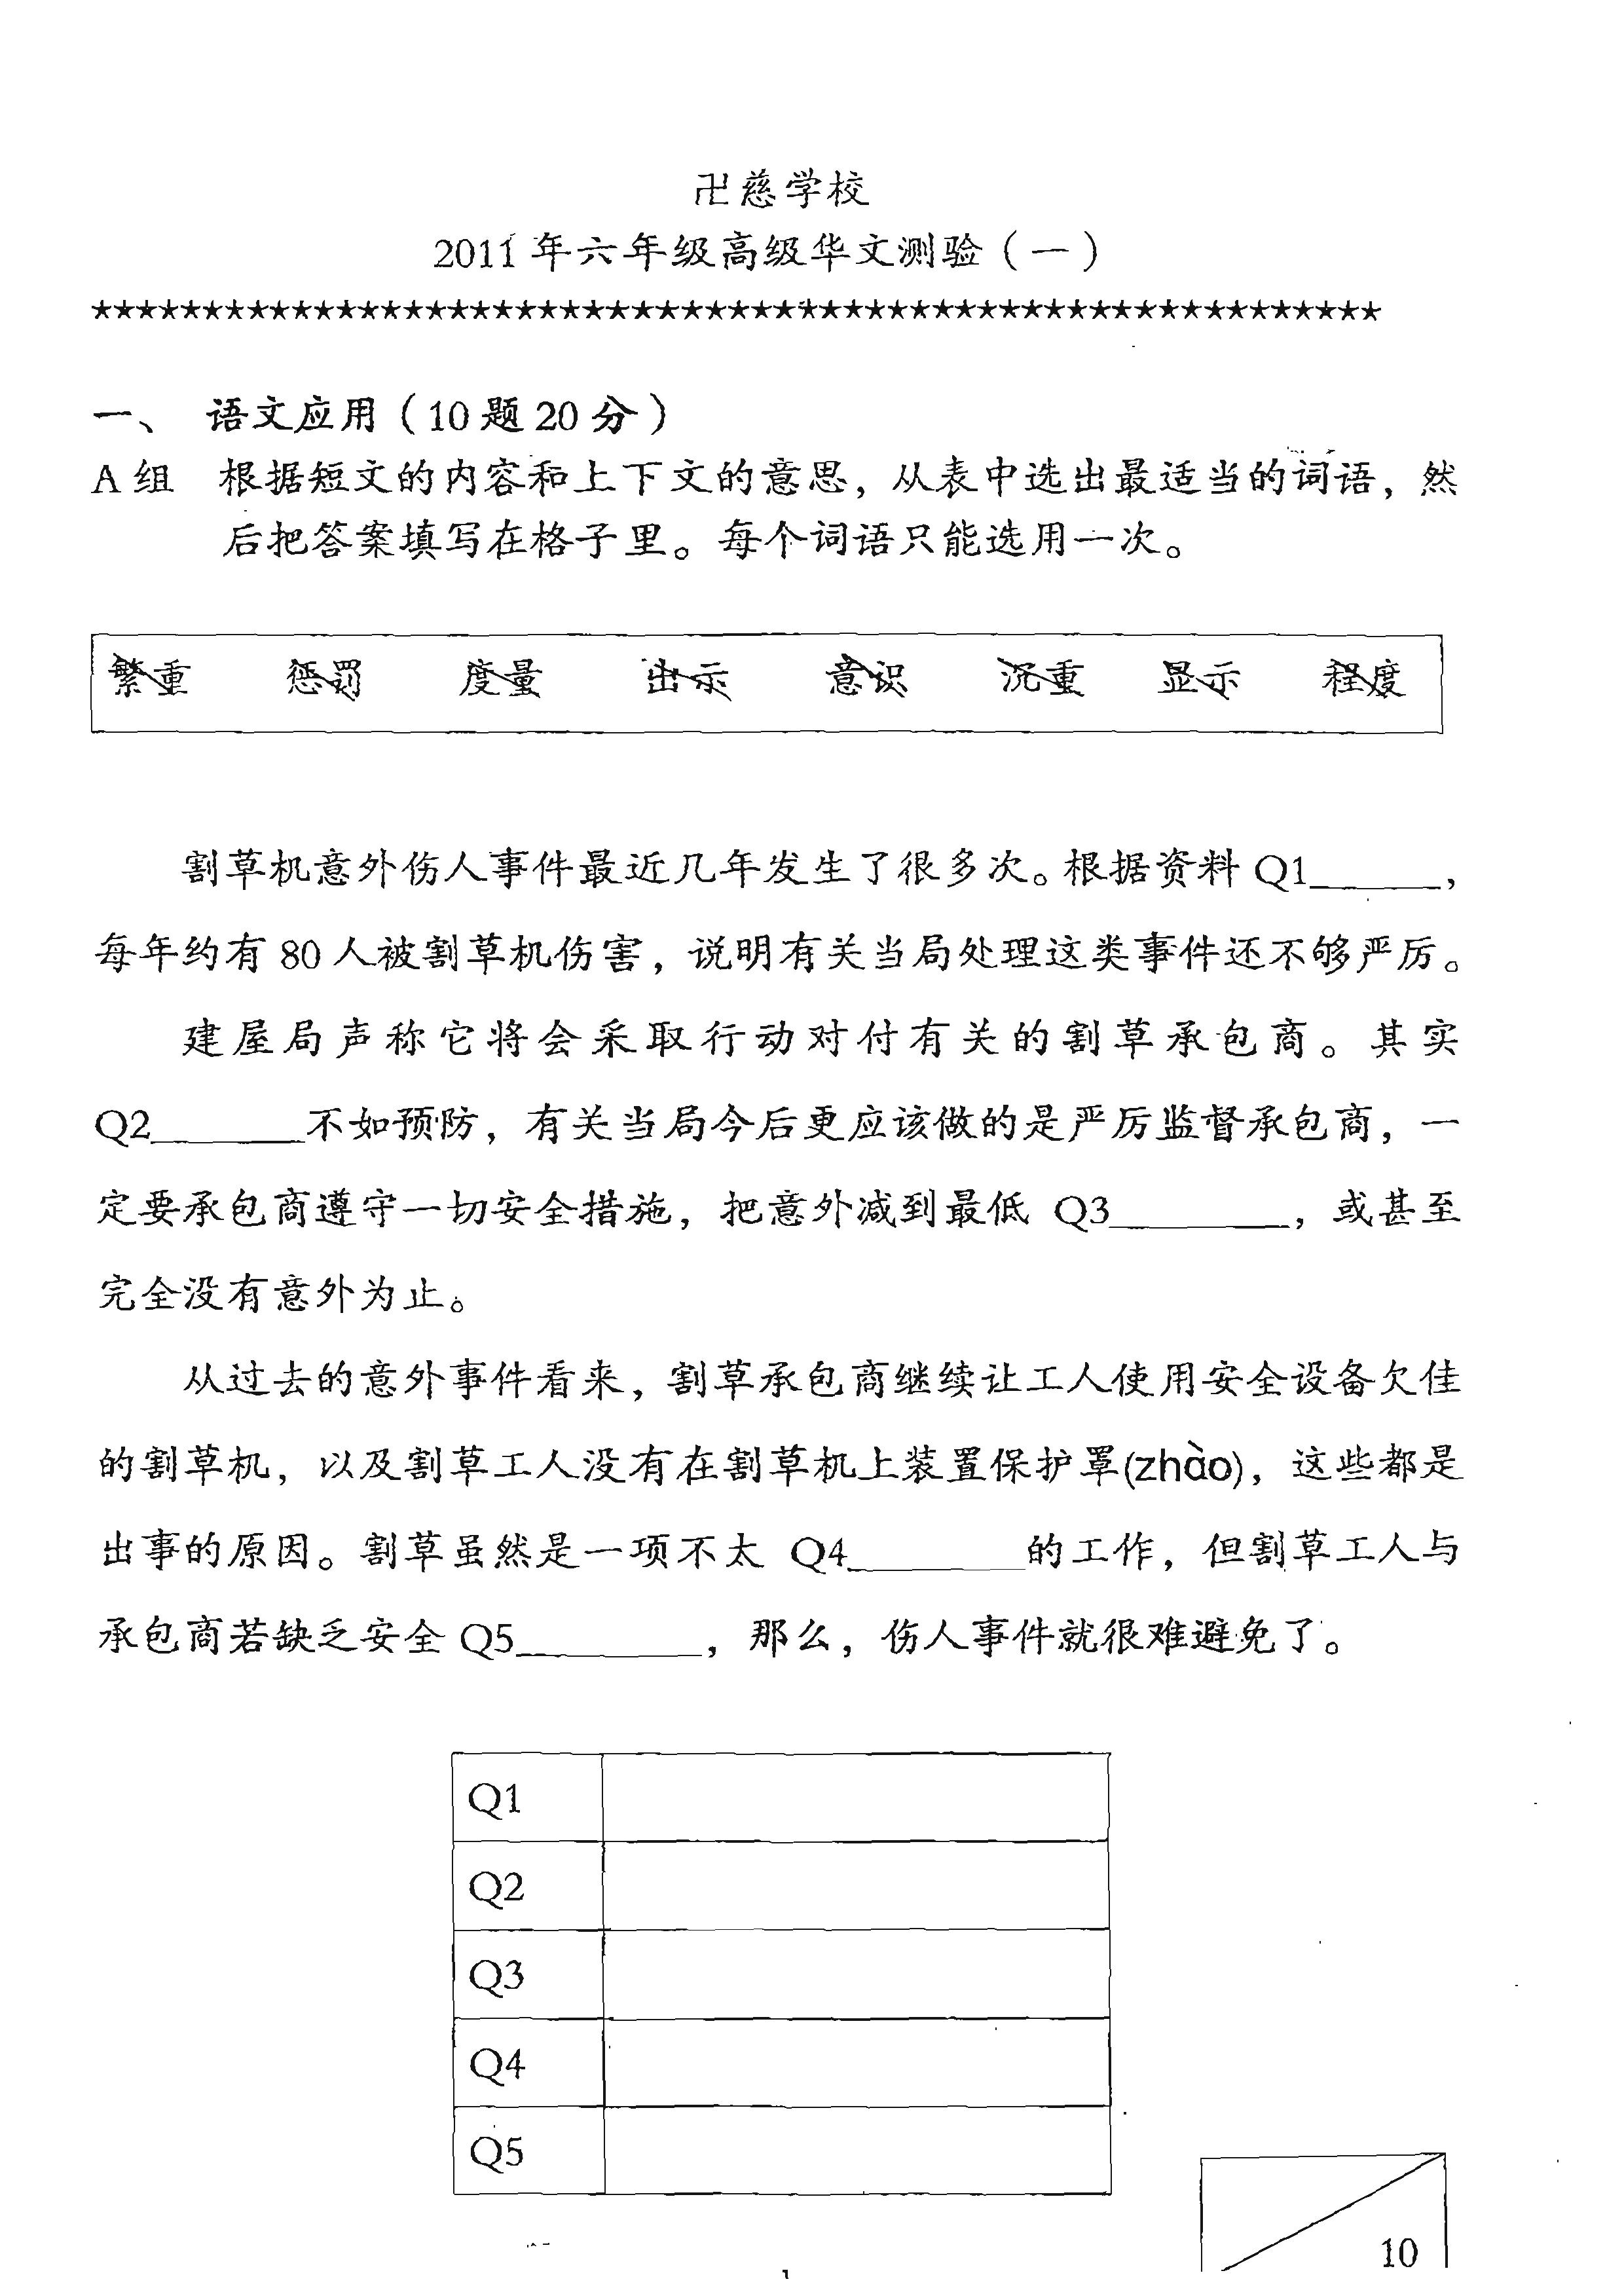 卍慈学校
2011 年六年级高级华文测验（一）
★★★★★★★★★★★★★★★★★★★★★★★★★★★★★★★★★★★★★★★★★★★★★★★★★★★★★★★★★★
一、 语文应用（10 题 20 分）
A 组 根据短文的内容和上下文的意思，从表中选出最适当的词语，然
后把答案填写在格子里。每个词语只能选用一次。
繁重 惩罚 度量 出示 意识 沉重 显示 程度
割草机意外伤人事件最近几年发生了很多次。根据资料 Q1______，
每年约有 80 人被割草机伤害，说明有关当局处理这类事件还不够严厉。
建屋局声称它将会采取行动对付有关的割草承包商。其实
Q2_______不如预防，有关当局今后更应该做的是严厉监督承包商，一
定要承包商遵守一切安全措施，把意外减到最低 Q3________，或甚至
完全没有意外为止。
从过去的意外事件看来，割草承包商继续让工人使用安全设备欠佳
的割草机，以及割草工人没有在割草机上装置保护罩(zhào)，这些都是
出事的原因。割草虽然是一项不太 Q4________的工作，但割草工人与
承包商若缺乏安全 Q5________，那么，伤人事件就很难避免了。
Q1
Q2
Q3
Q4
Q5
10
1